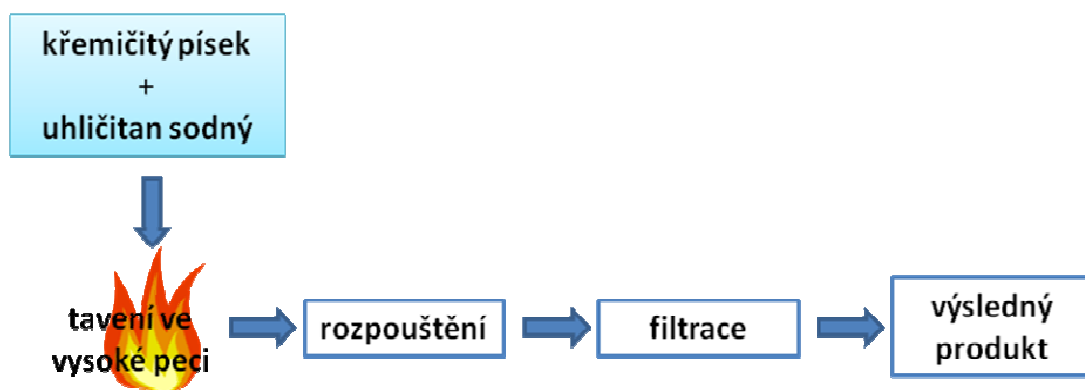 křemičitý písek
+
uhličitan sodný
tavení ve
vysoké peci
rozpouštění
filtrace
výsledný
produkt